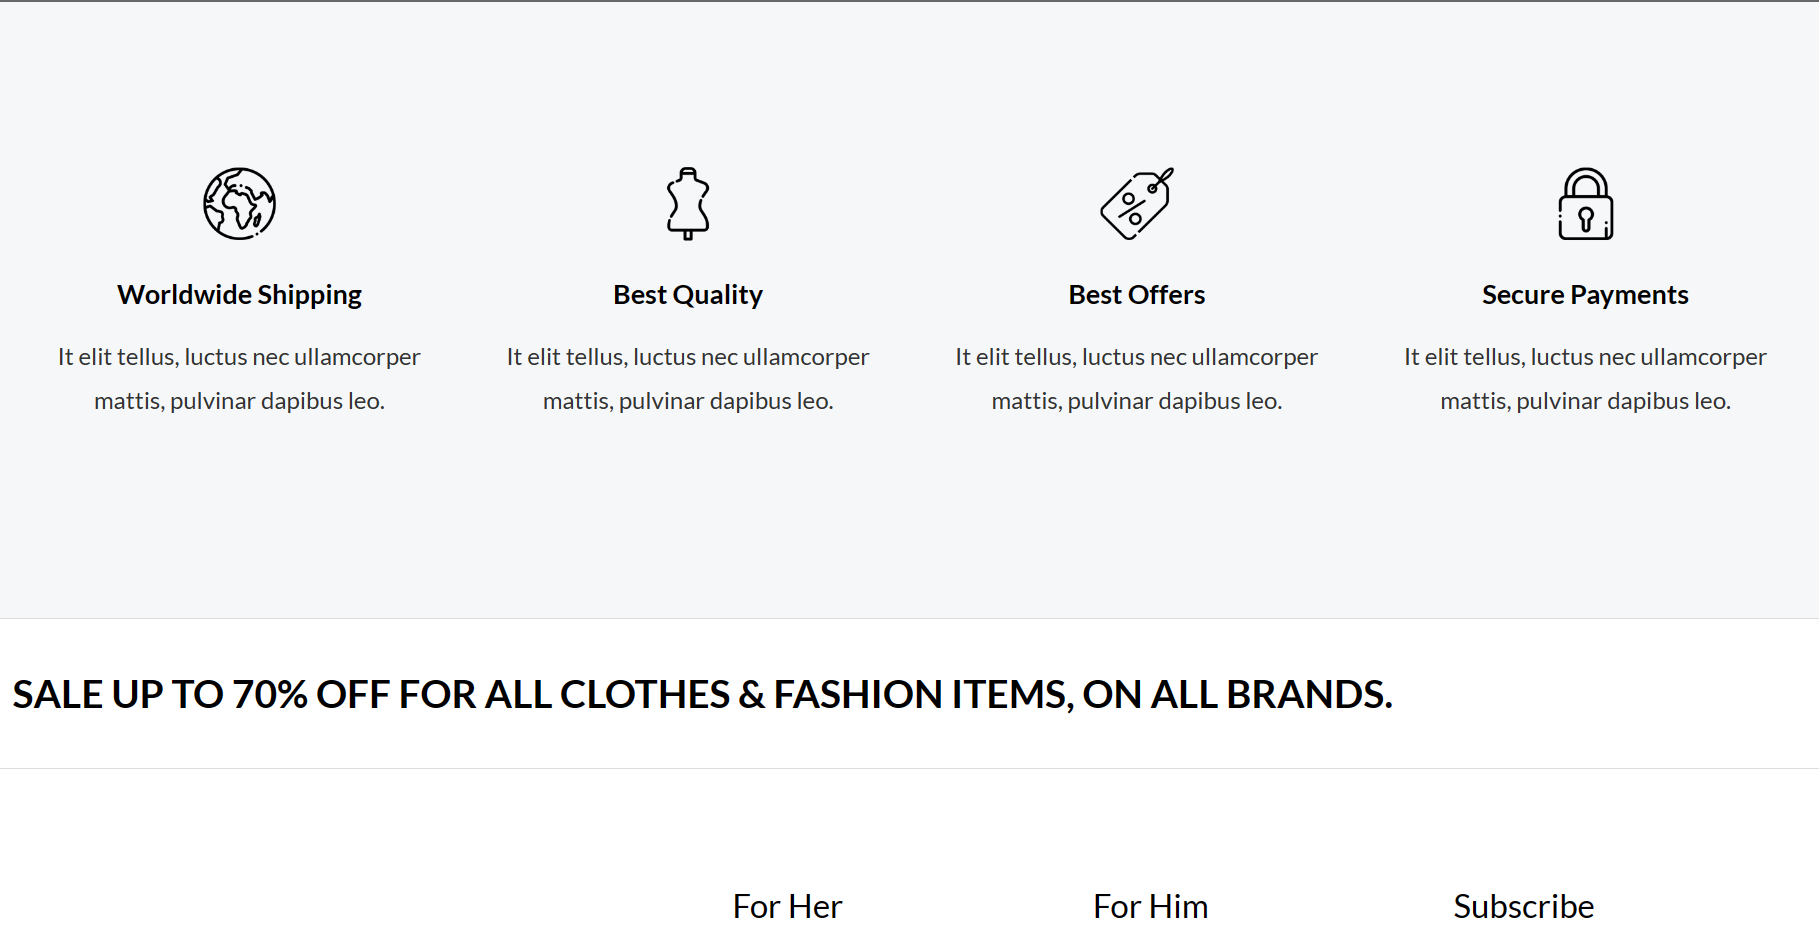 Worldwide Shipping
It elit tellus, luctus nec ullamcorper
mattis, pulvinar dapibus leo.
Best Quality
It elit tellus, luctus nec ullamcorper
mattis, pulvinar dapibus leo.
Best Offers
It elit tellus, luctus nec ullamcorper
mattis, pulvinar dapibus leo.
Secure Payments
It elit tellus, luctus nec ullamcorper
mattis, pulvinar dapibus leo.
SALE UP TO 70% OFF FOR ALL CLOTHES & FASHION ITEMS, ON ALL BRANDS.
For Her
For Him
Subscribe